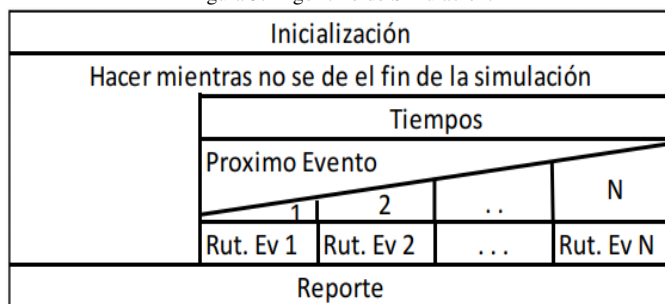 Inicialización
Hacer mientras no se de el fin de la simulación
Tiempos
Proximo Evento
1 2 . . N
Rut. Ev 1 Rut. Ev 2 . . . Rut. Ev N
Reporte